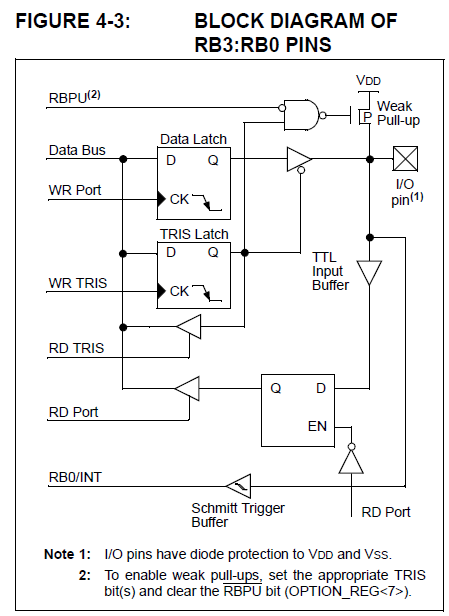 FIGURE 4-3: BLOCK DIAGRAM OF
RB3:RB0 PINS
VDD
RBPU(2)
Weak
P Pull-up
Data Latch
Data Bus
D Q
I/O
pin(1)
WR Port
CK
TRIS Latch
D Q
TTL
Input
Buffer
WR TRIS
CK
RD TRIS
Q D
RD Port
EN
RB0/INT
Schmitt Trigger
Buffer
RD Port
Note 1: I/O pins have diode protection to VDD and VSS.
2: To enable weak pull-ups, set the appropriate TRIS
bit(s) and clear the RBPU bit (OPTION_REG<7>).